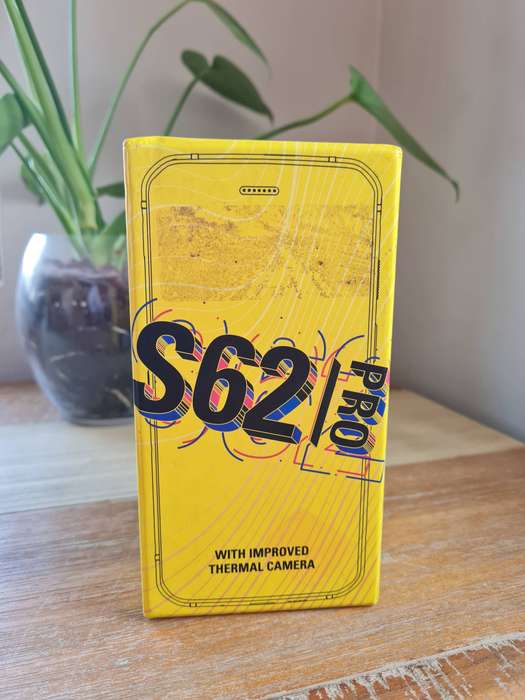 S62/PRO
WITH IMPROVED
THERMAL CAMERA